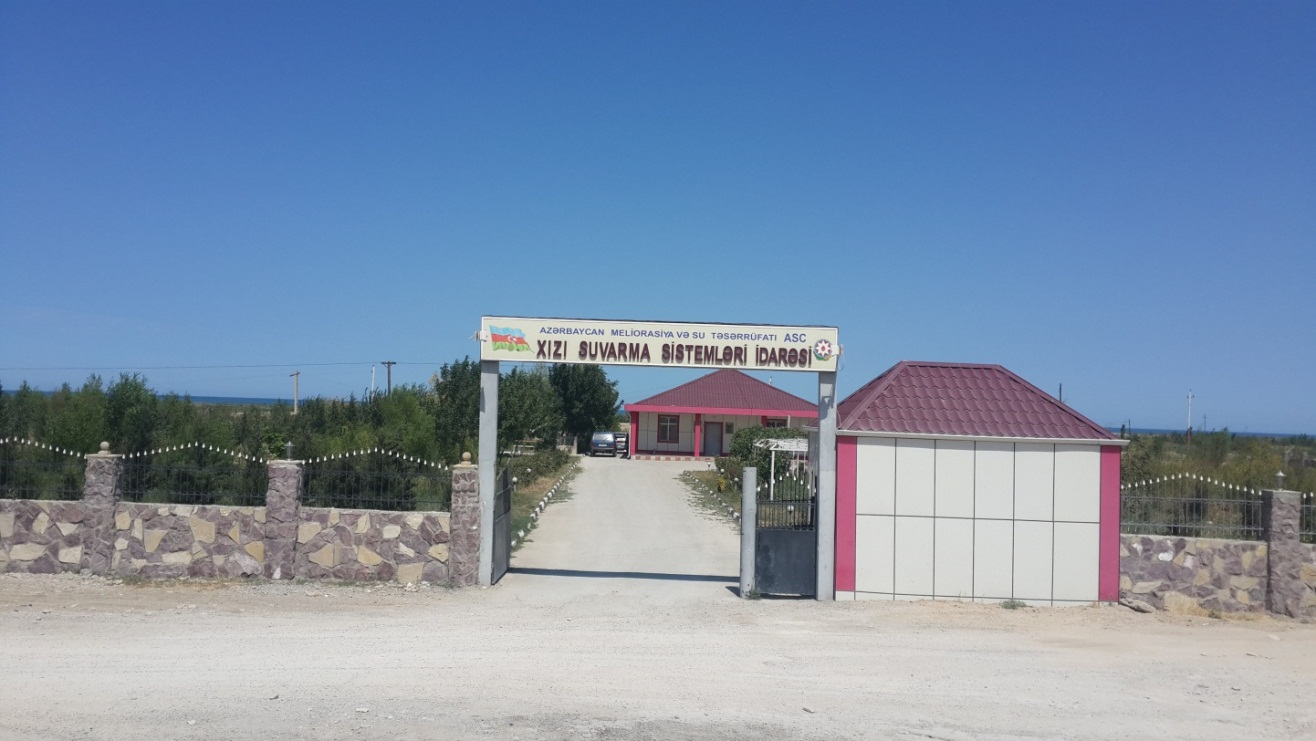 AZƏRBAYCAN MELİORASİYA VƏ SU TƏSƏRRÜFATI ASC
XIZI SUVARMA SİSTEMLƏRİ İDARƏSİ